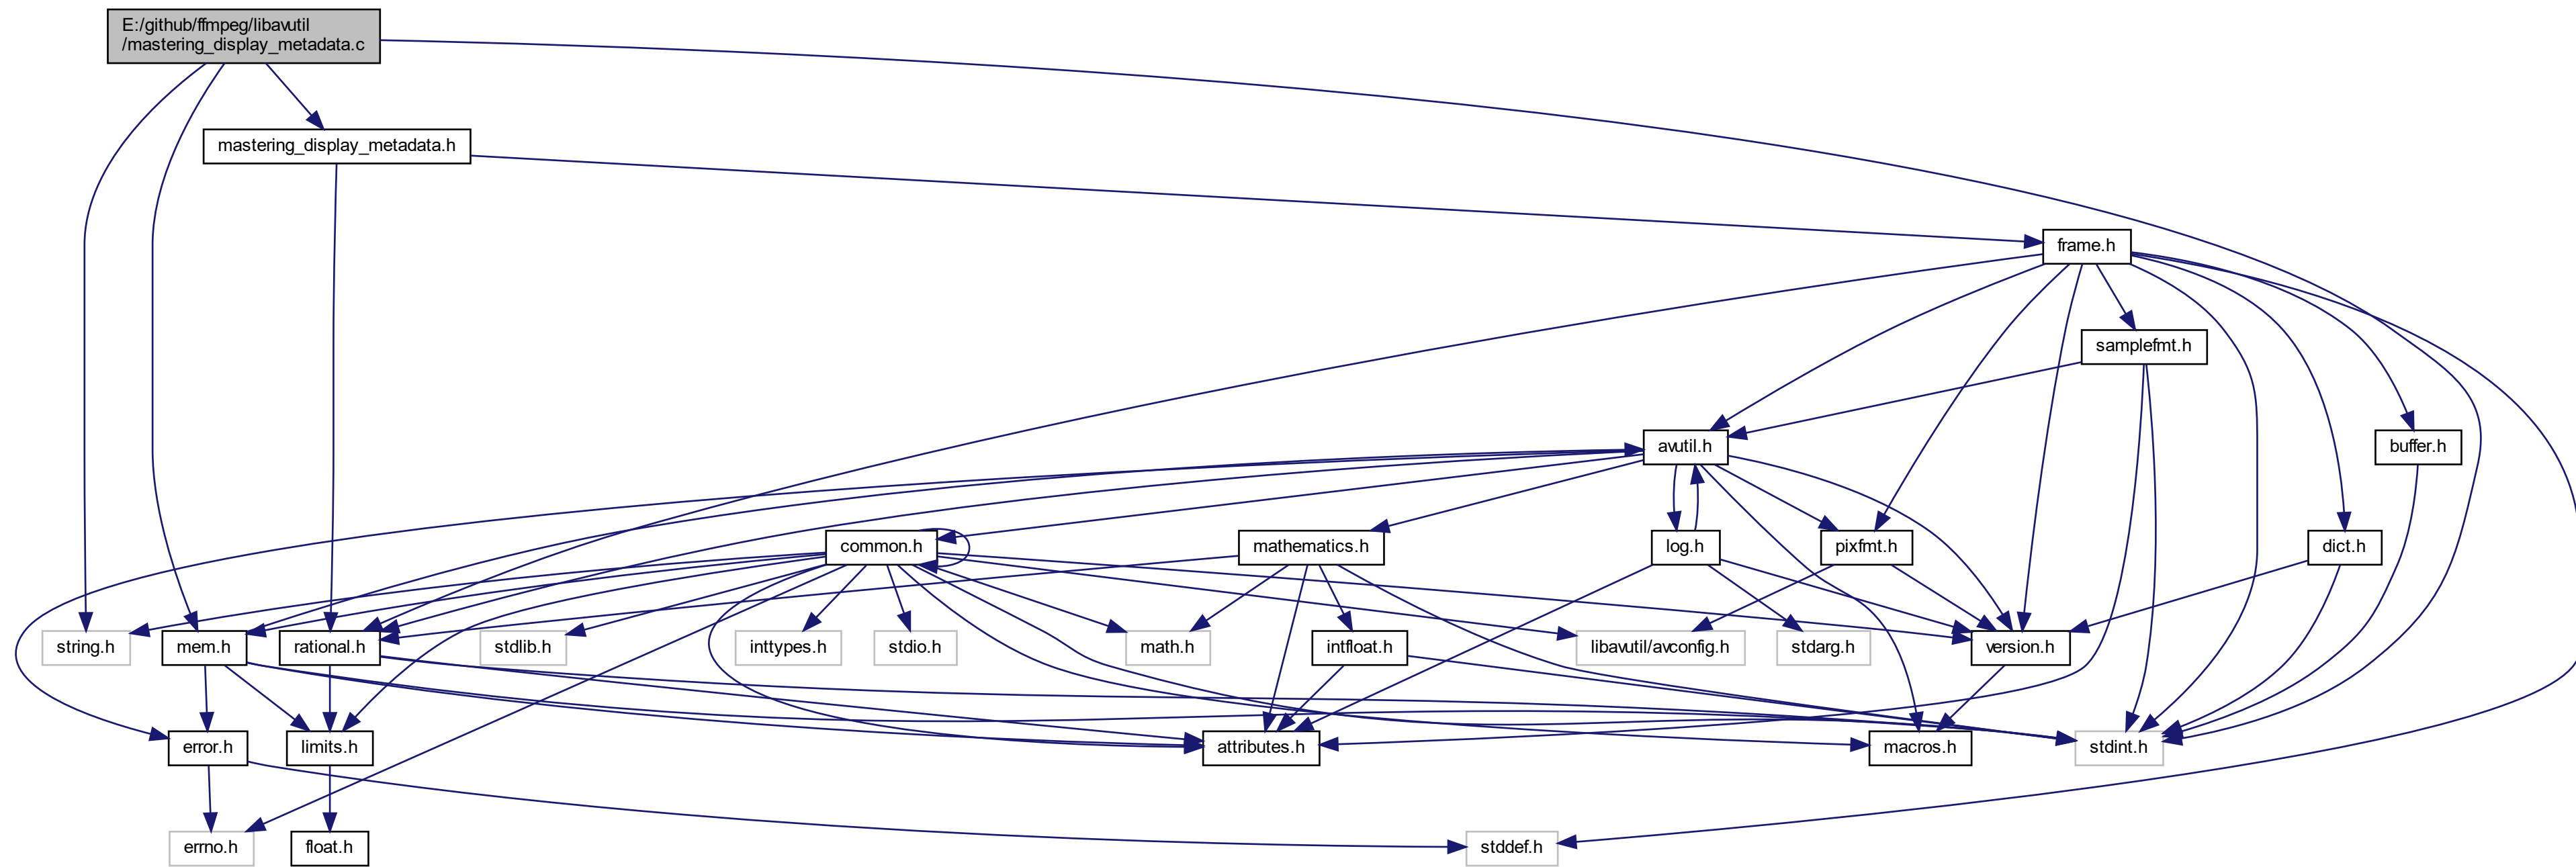 E:/github/ffmpeg/libavutil
/mastering_display_metadata.c
mastering_display_metadata.h
frame.h
samplefmt.h
avutil.h
buffer.h
common.h
mathematics.h
log.h
pixfmt.h
dict.h
string.h
mem.h
rational.h
stdlib.h
inttypes.h
stdio.h
math.h
intfloat.h
libavutil/avconfig.h
stdarg.h
version.h
error.h
limits.h
attributes.h
macros.h
stdint.h
errno.h
float.h
stddef.h